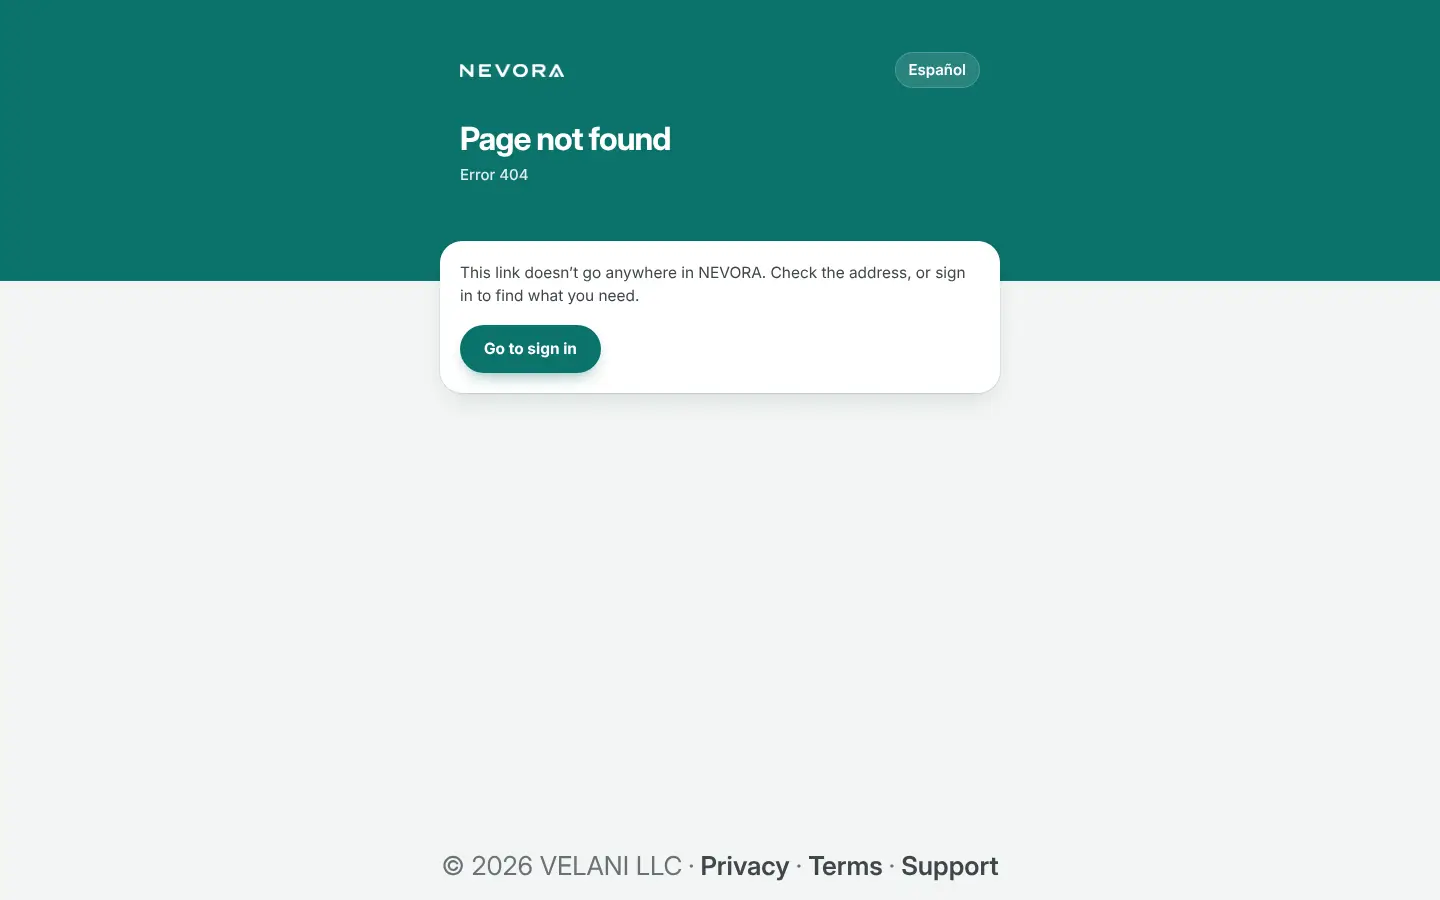 NEVORA
Español
Page not found
Error 404
This link doesn’t go anywhere in NEVORA. Check the address, or sign
in to find what you need.
Go to sign in
© 2026 VELANI LLC · Privacy · Terms · Support